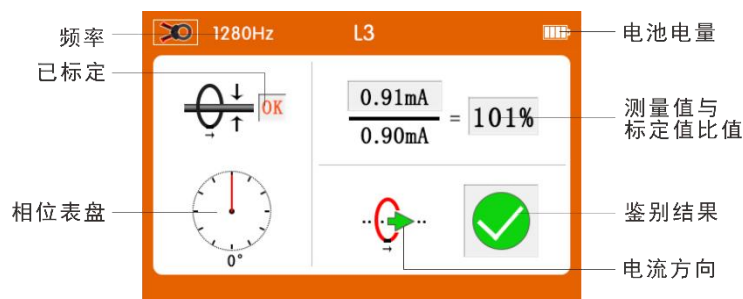 频率
1280Hz
L3
电池电量
已标定
OK
0.91mA
0.90mA
=
101%
测量值与
标定值比值
相位表盘
0°
鉴别结果
电流方向